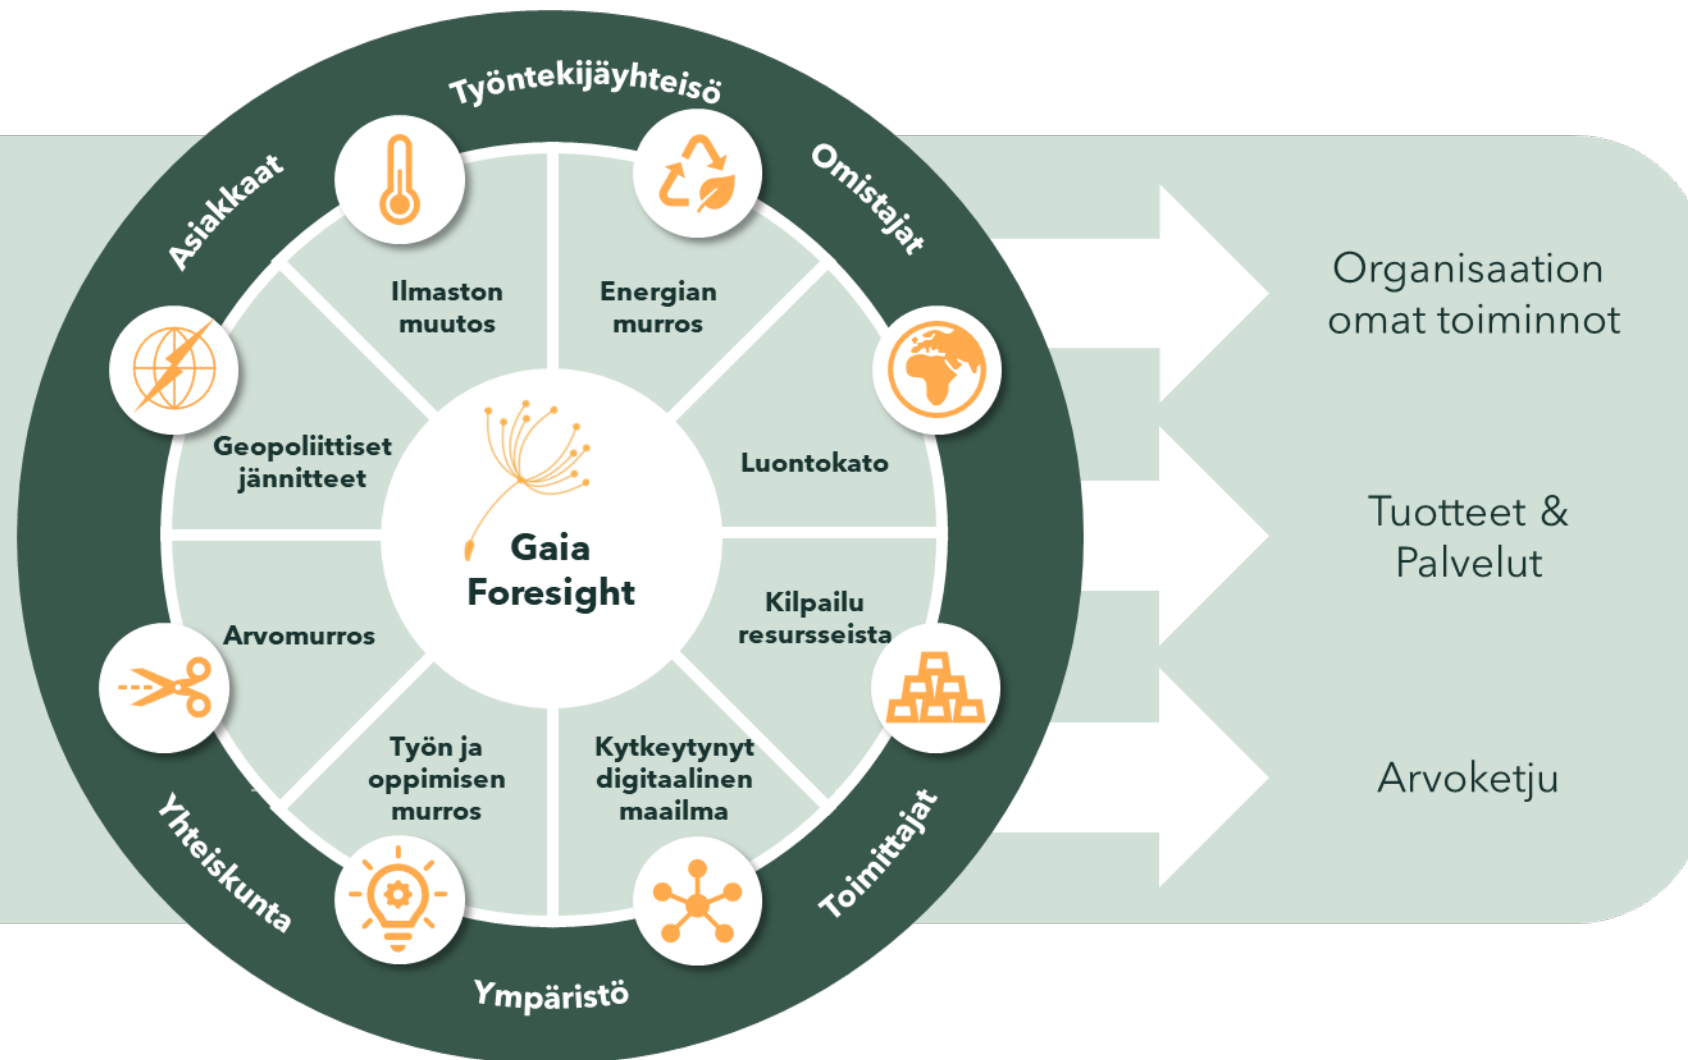 Työntekijäyhteisö
Asiakkaat
Omistajat
Ilmaston
muutos
Energian
murros
Geopoliittiset
jännitteet
Luontokato
Gaia
Foresight
Arvomurros
Kilpailu
resursseista
Työn ja
oppimisen
murros
Kytkeytynyt
digitaalinen
maailma
Yhteiskunta
Toimittajat
Ympäristö
Organisaation
omat toiminnot
Tuotteet &
Palvelut
Arvoketju